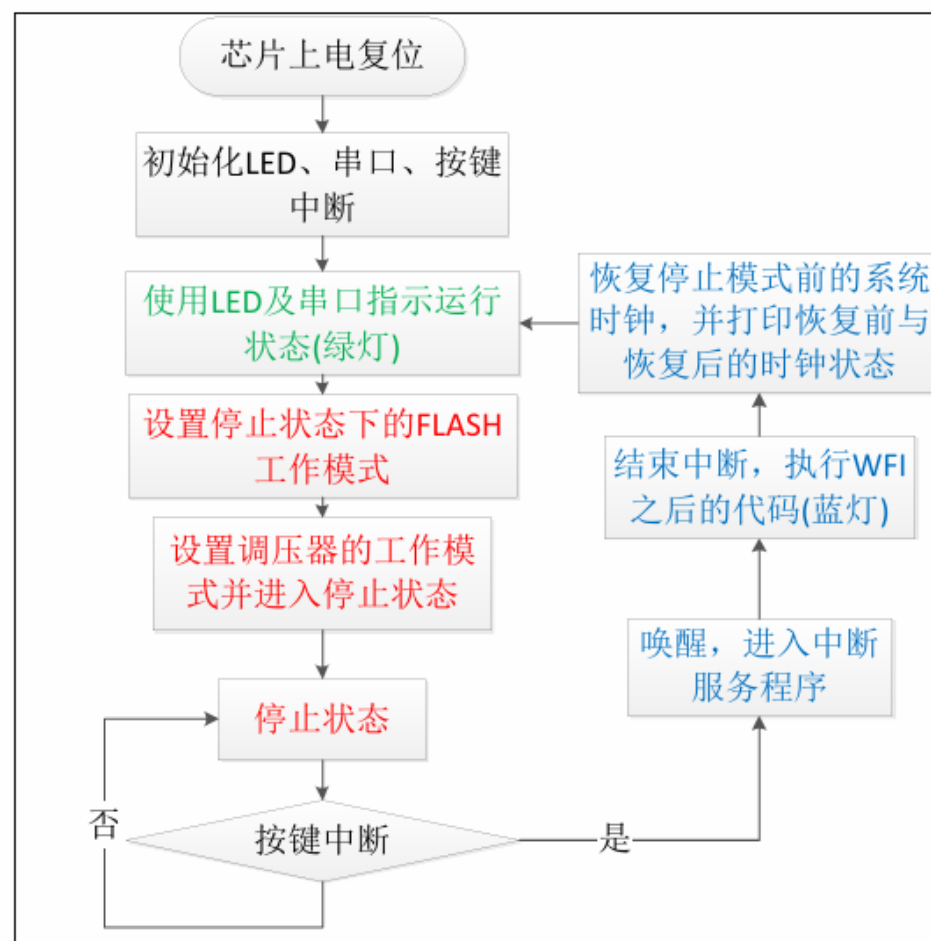 芯片上电复位
初始化LED、串口、按键
中断
使用LED及串口指示运行
状态(绿灯)
设置停止状态下的FLASH
工作模式
设置调压器的工作模
式并进入停止状态
停止状态
按键中断
否
是
唤醒，进入中断
服务程序
结束中断，执行WFI
之后的代码(蓝灯)
恢复停止模式前的系统
时钟，并打印恢复前与
恢复后的时钟状态